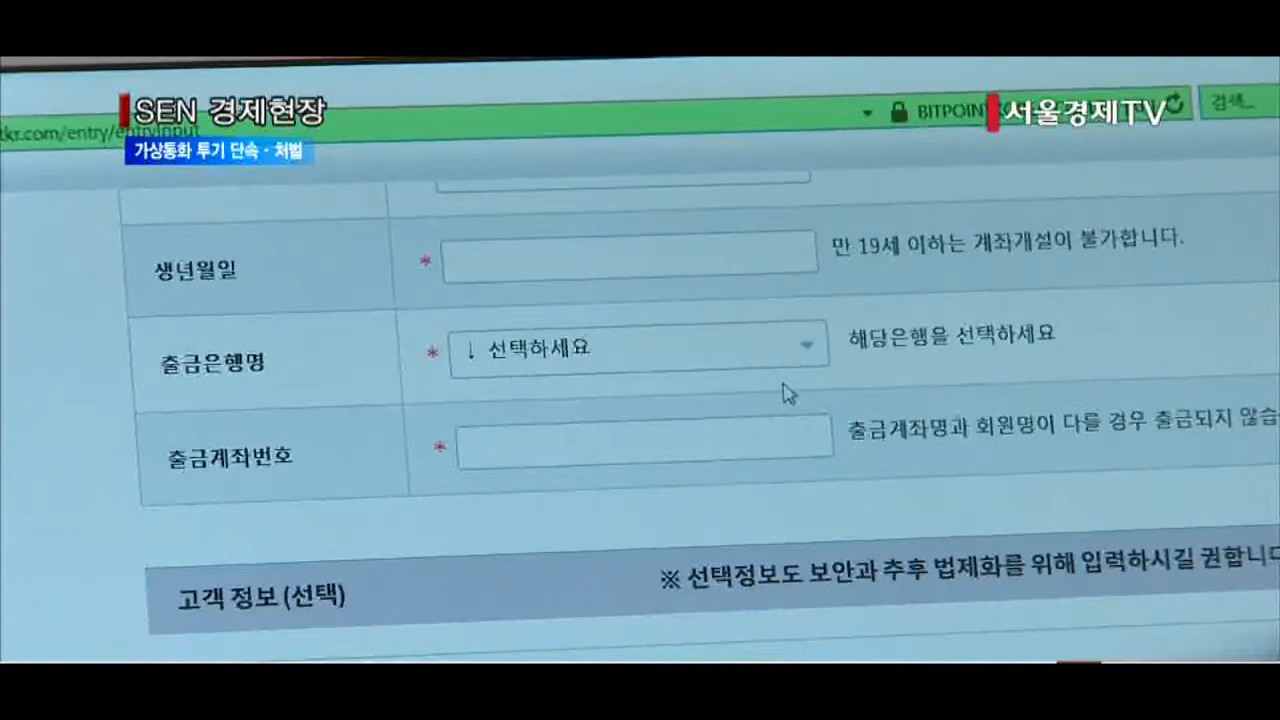 SEN 경제현장
서울경제TV
가상통화 투기 단속·처벌
tkr.com/entry/entryInput
BITPOIN
검색...
생년월일
*
만 19세 이하는 계좌개설이 불가합니다.
출금은행명
*
↓ 선택하세요
해당은행을 선택하세요
출금계좌번호
*
출금계좌명과 회원명이 다를 경우 출금되지 않습
고객 정보 (선택)
※ 선택정보도 보안과 추후 법제화를 위해 입력하시길 권합니다